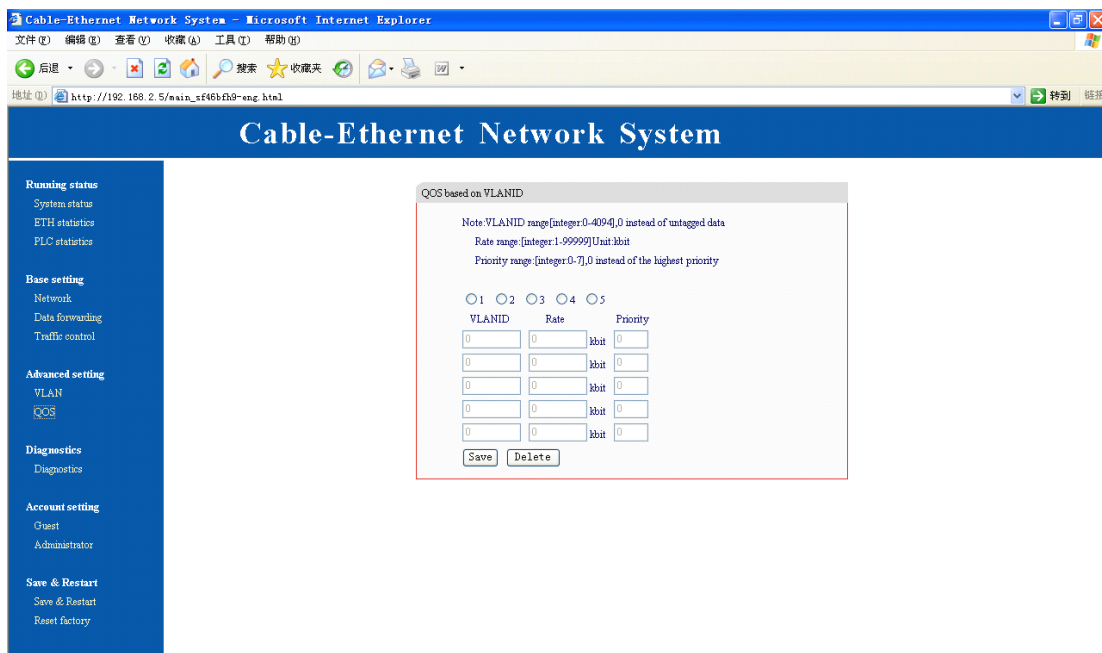 Cable-Ethernet Network System - Microsoft Internet Explorer
文件(F) 编辑(E) 查看(V) 收藏(A) 工具(T) 帮助(H)
后退 搜索 收藏夹
地址(D) http://192.168.2.5/main_sf46bfh9-eng.html 转到 链接
Cable-Ethernet Network System
Running status
System status
ETH statistics
PLC statistics
Base setting
Network
Data forwarding
Traffic control
Advanced setting
VLAN
QOS
Diagnostics
Diagnostics
Account setting
Guest
Administrator
Save & Restart
Save & Restart
Reset factory
QOS based on VLANID
Note:VLANID range[integer:0-4094],0 instead of untagged data
Rate range:[integer:1-99999]Unit:kbit
Priority range:[integer:0-7],0 instead of the highest priority
1 2 3 4 5
VLANID Rate Priority
0 0 kbit 0
0 0 kbit 0
0 0 kbit 0
0 0 kbit 0
0 0 kbit 0
Save Delete